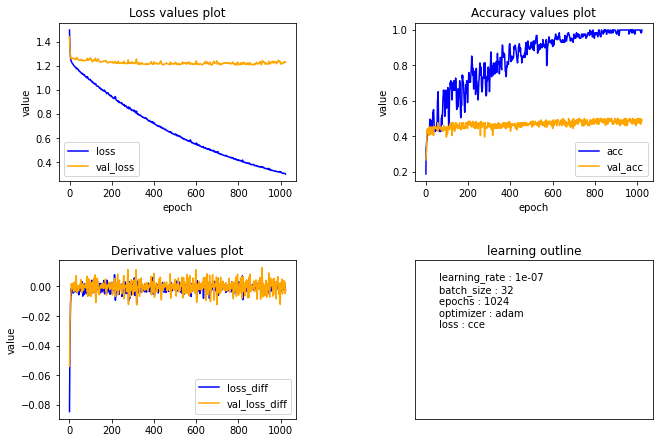 Loss values plot
1.4
1.2
1.0
0.8
0.6
0.4
value
loss
val_loss
0 200 400 600 800 1000
epoch
Accuracy values plot
1.0
0.8
0.6
0.4
0.2
value
acc
val_acc
0 200 400 600 800 1000
epoch
Derivative values plot
0.00
−0.02
−0.04
−0.06
−0.08
value
loss_diff
val_loss_diff
0 200 400 600 800 1000
learning outline
learning_rate : 1e-07
batch_size : 32
epochs : 1024
optimizer : adam
loss : cce